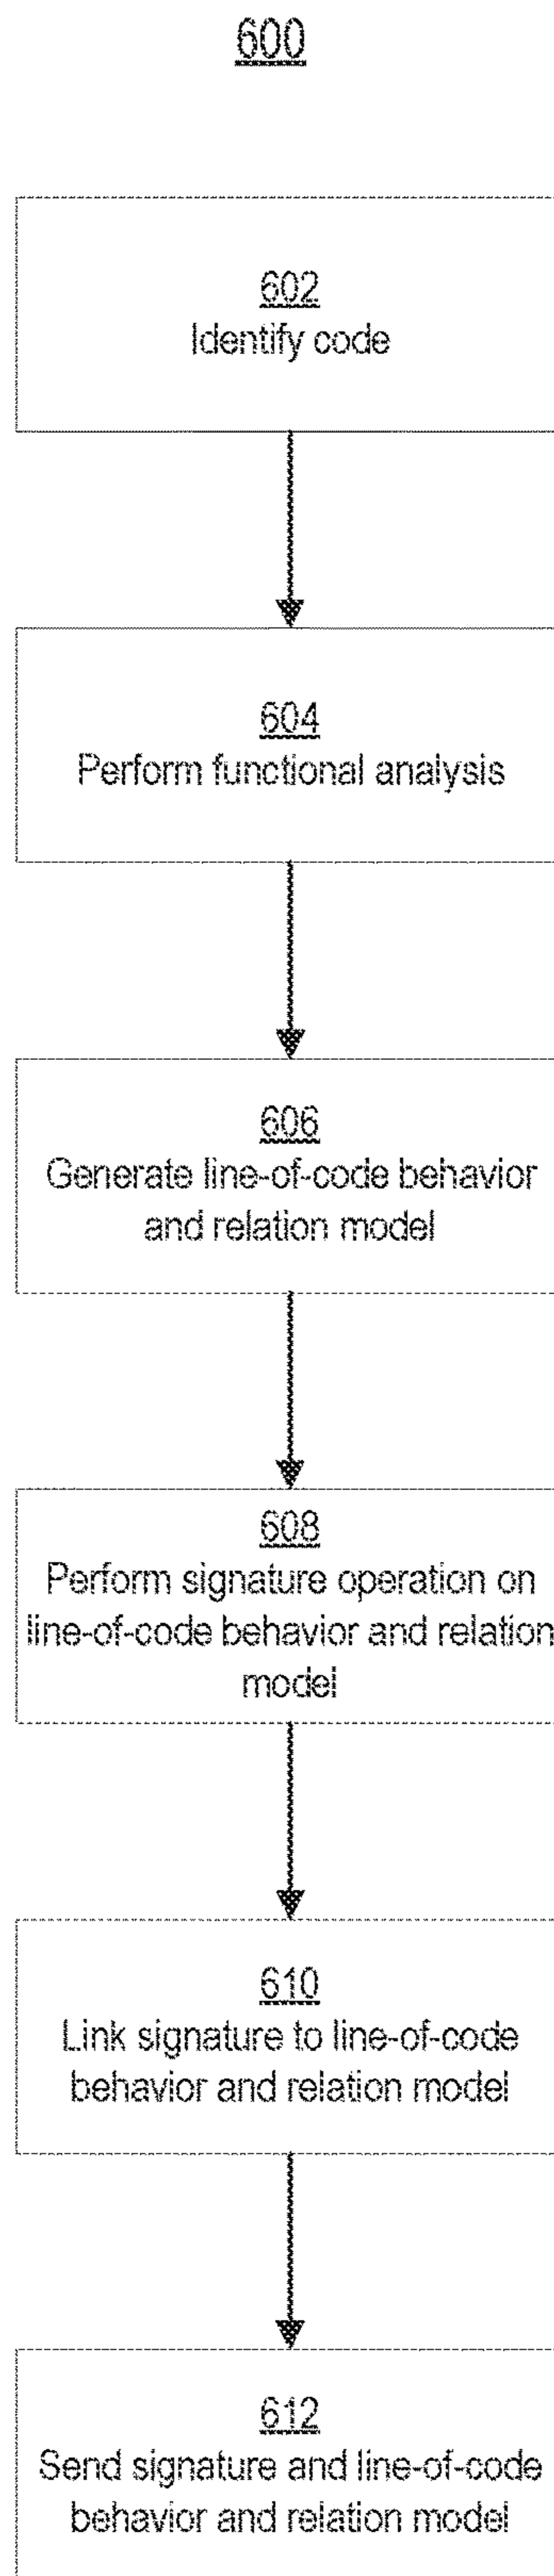 600
602
Identify code
604
Perform functional analysis
606
Generate line-of-code behavior
and relation model
608
Perform signature operation on
line-of-code behavior and relation
model
610
Link signature to line-of-code
behavior and relation model
612
Send signature and line-of-code
behavior and relation model